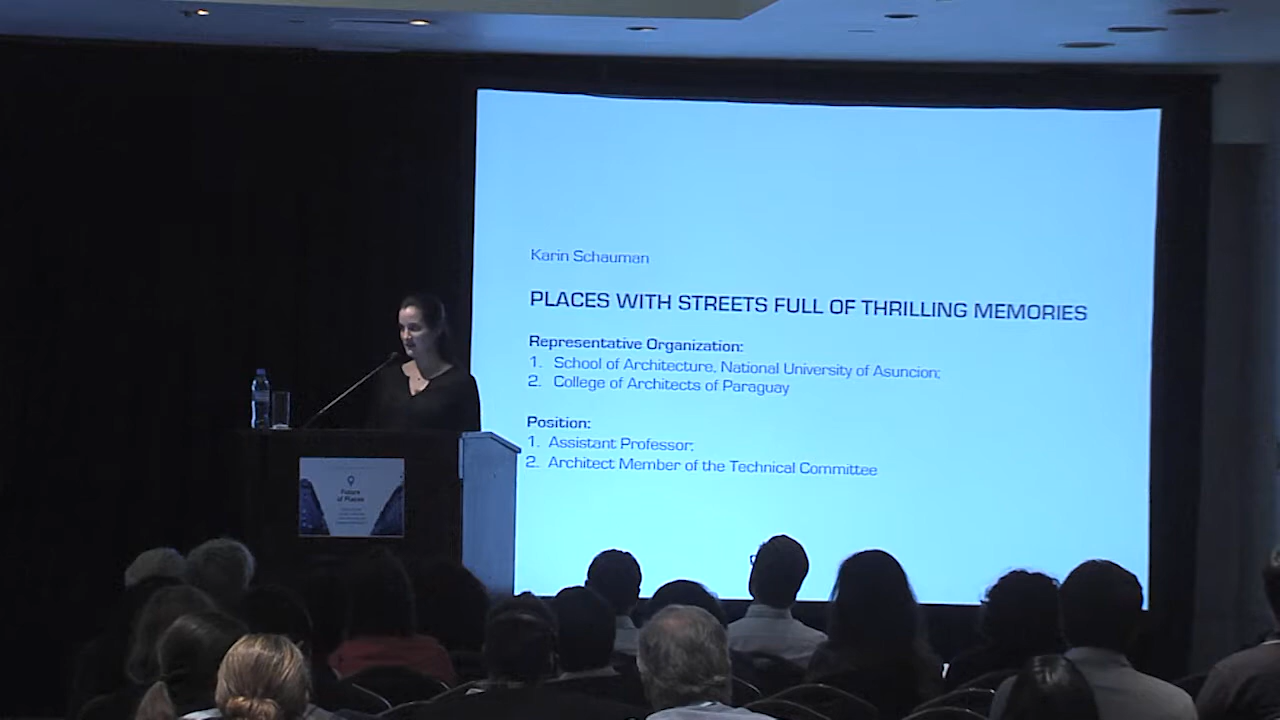 Karin Schauman
PLACES WITH STREETS FULL OF THRILLING MEMORIES
Representative Organization:
1. School of Architecture, National University of Asuncion;
2. College of Architects of Paraguay
Position:
1. Assistant Professor;
2. Architect Member of the Technical Committee
Future
of Places